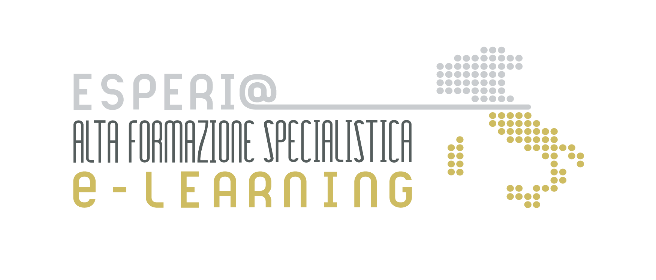 ESPERI@
ALTA FORMAZIONE SPECIALISTICA
e-LEARNING